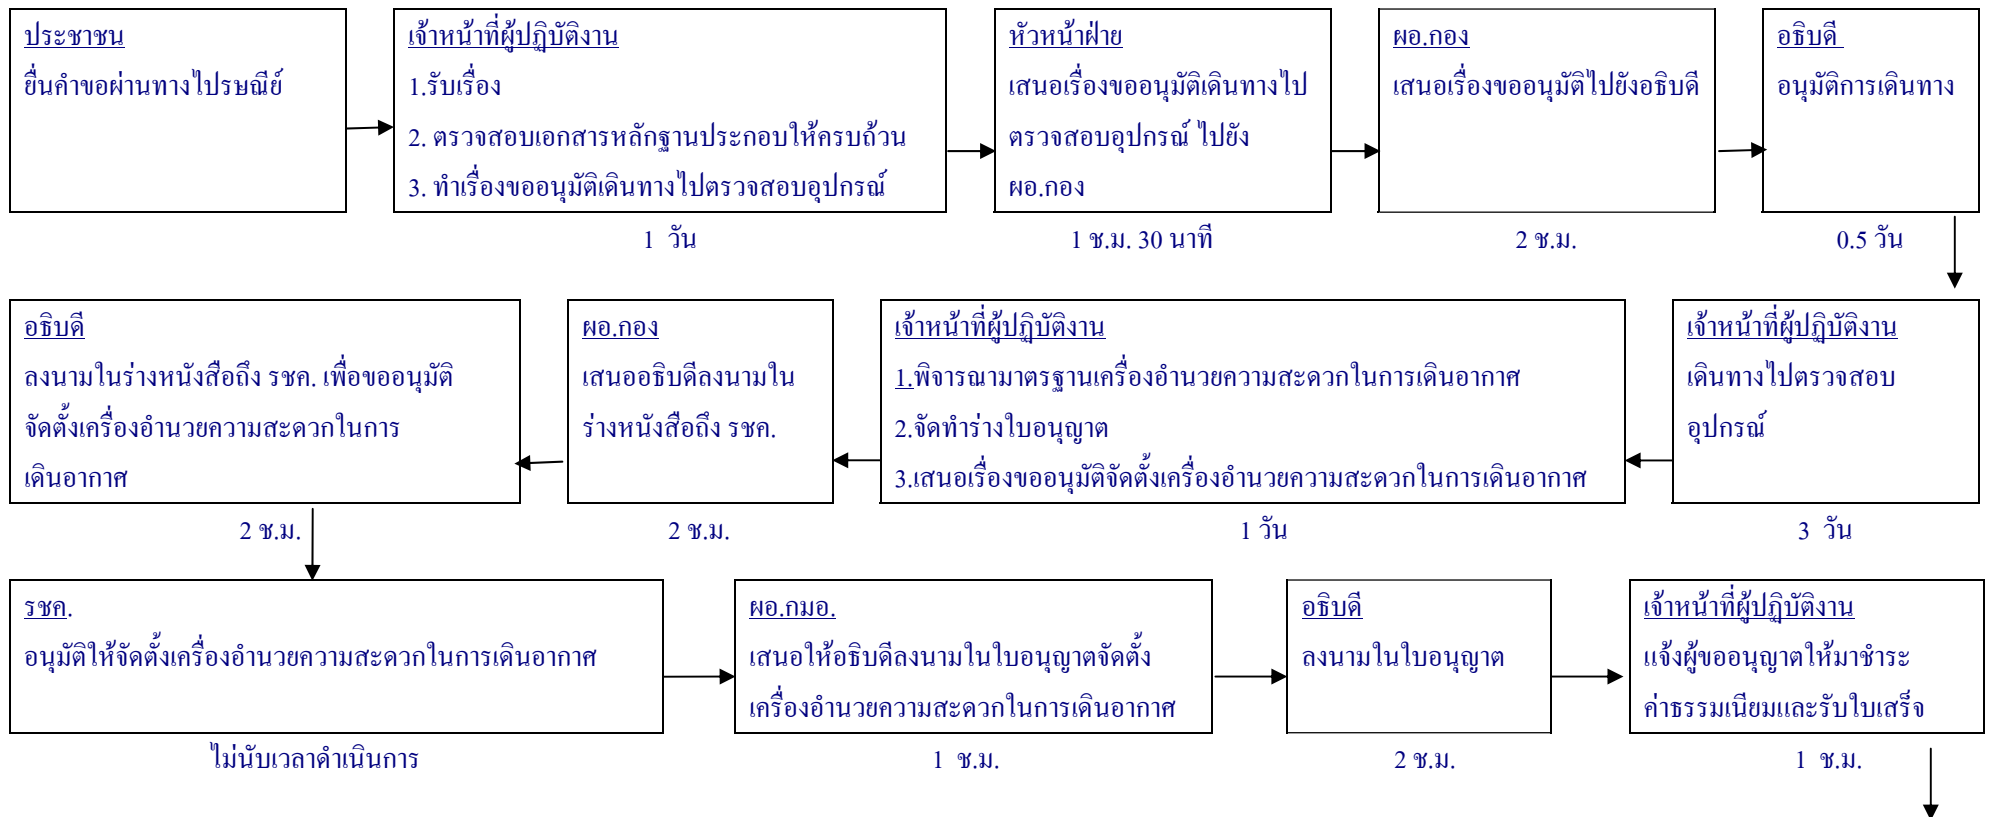 ประชาชน
ยื่นคำขอผ่านทางไปรษณีย์
เจ้าหน้าที่ผู้ปฏิบัติงาน
1.รับเรื่อง
2. ตรวจสอบเอกสารหลักฐานประกอบให้ครบถ้วน
3. ทำเรื่องขออนุมัติเดินทางไปตรวจสอบอุปกรณ์
1 วัน
หัวหน้าฝ่าย
เสนอเรื่องขออนุมัติเดินทางไป
ตรวจสอบอุปกรณ์ ไปยัง
ผอ.กอง
1 ช.ม. 30 นาที
ผอ.กอง
เสนอเรื่องขออนุมัติไปยังอธิบดี
2 ช.ม.
อธิบดี
อนุมัติการเดินทาง
0.5 วัน
เจ้าหน้าที่ผู้ปฏิบัติงาน
เดินทางไปตรวจสอบ
อุปกรณ์
3 วัน
เจ้าหน้าที่ผู้ปฏิบัติงาน
1.พิจารณามาตรฐานเครื่องอำนวยความสะดวกในการเดินอากาศ
2.จัดทำร่างใบอนุญาต
3.เสนอเรื่องขออนุมัติจัดตั้งเครื่องอำนวยความสะดวกในการเดินอากาศ
1 วัน
ผอ.กอง
เสนออธิบดีลงนามใน
ร่างหนังสือถึง รชค.
2 ช.ม.
อธิบดี
ลงนามในร่างหนังสือถึง รชค. เพื่อขออนุมัติ
จัดตั้งเครื่องอำนวยความสะดวกในการ
เดินอากาศ
2 ช.ม.
รชค.
อนุมัติให้จัดตั้งเครื่องอำนวยความสะดวกในการเดินอากาศ
ไม่นับเวลาดำเนินการ
ผอ.กมอ.
เสนอให้อธิบดีลงนามในใบอนุญาตจัดตั้ง
เครื่องอำนวยความสะดวกในการเดินอากาศ
1 ช.ม.
อธิบดี
ลงนามในใบอนุญาต
2 ช.ม.
เจ้าหน้าที่ผู้ปฏิบัติงาน
แจ้งผู้ขออนุญาตให้มาชำระ
ค่าธรรมเนียมและรับใบเสร็จ
1 ช.ม.